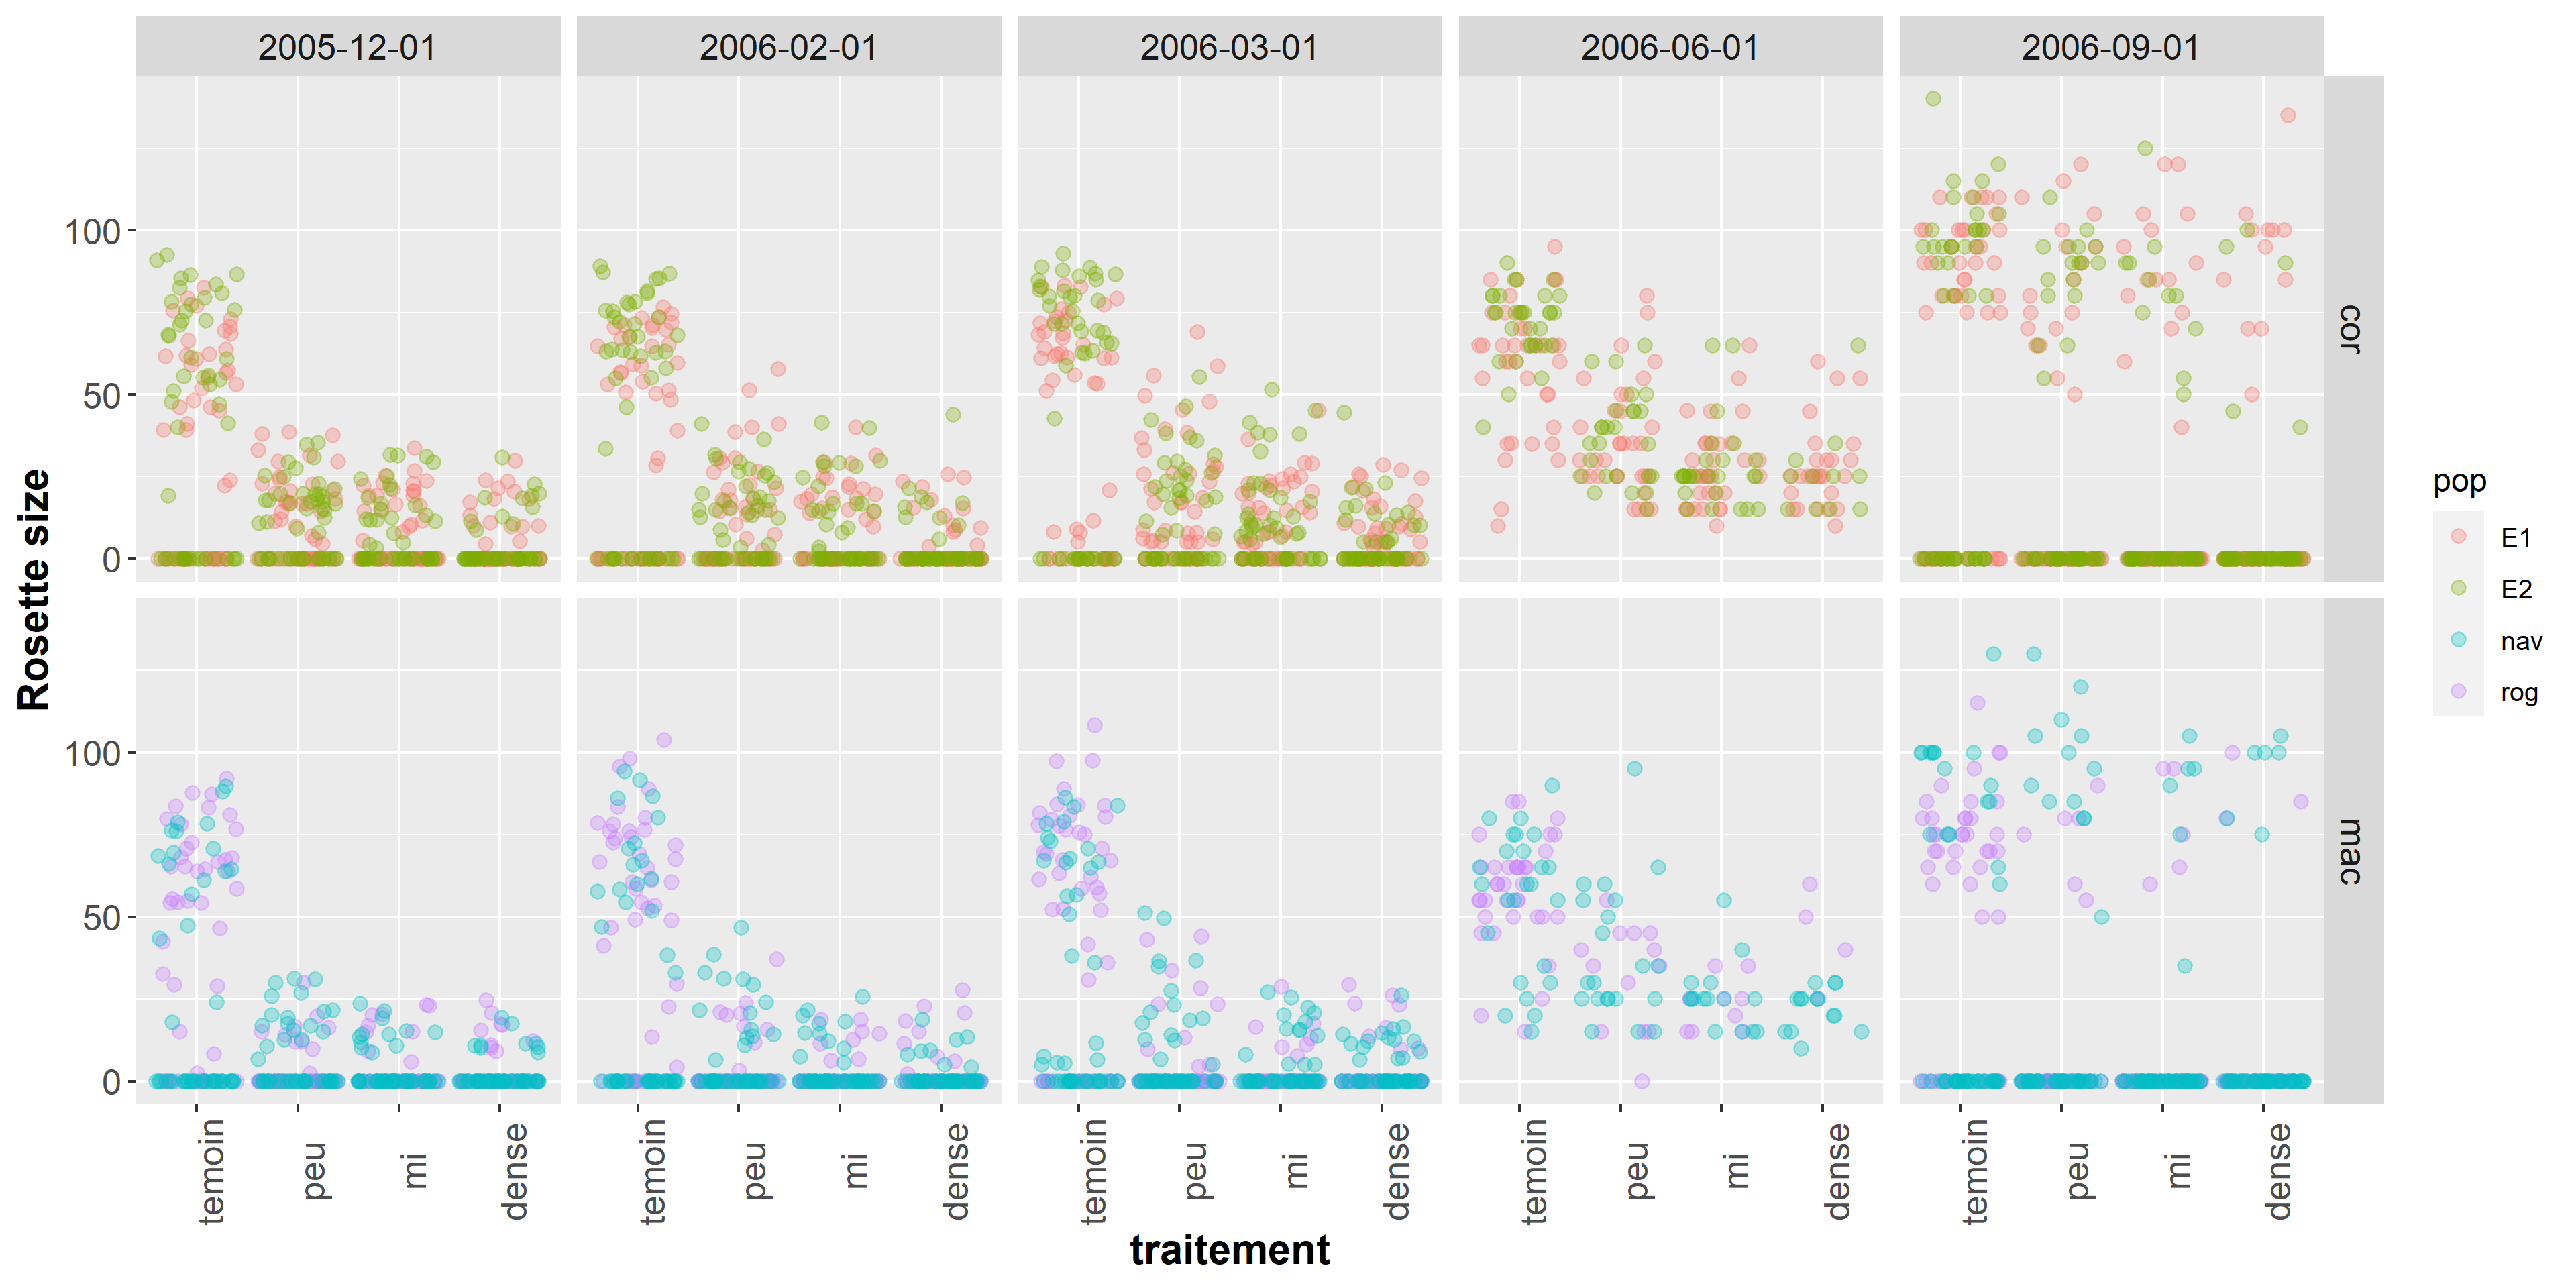 2005-12-01 2006-02-01 2006-03-01 2006-06-01 2006-09-01
Rosette size
100
50
0
cor
100
50
0
mac
temoin peu mi dense temoin peu mi dense temoin peu mi dense temoin peu mi dense temoin peu mi dense
traitement
pop
E1
E2
nav
rog